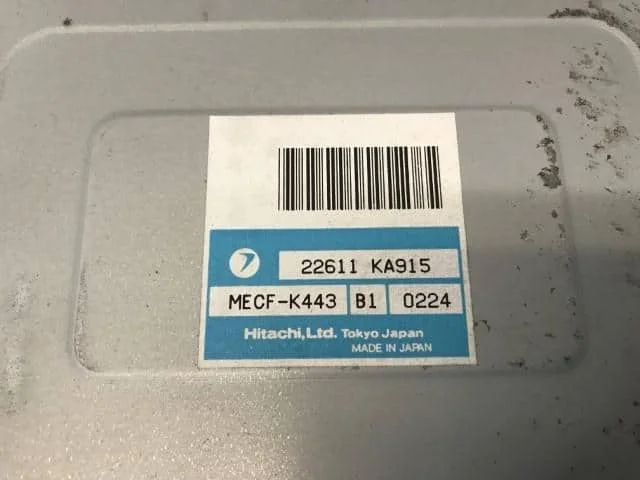 22611 KA915
MECF-K443 B1 0224
Hitachi,Ltd. Tokyo Japan
MADE IN JAPAN